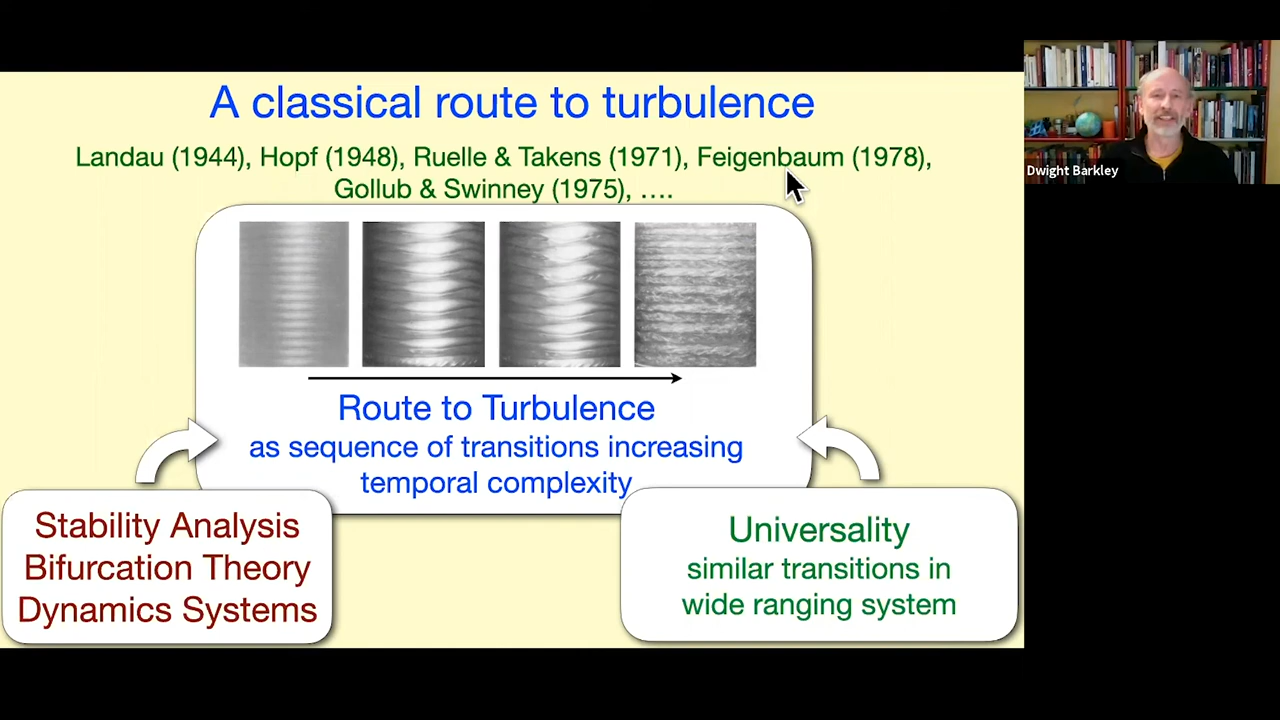 A classical route to turbulence
Landau (1944), Hopf (1948), Ruelle & Takens (1971), Feigenbaum (1978),
Gollub & Swinney (1975), ....
Dwight Barkley
Route to Turbulence
as sequence of transitions increasing
temporal complexity
Stability Analysis
Bifurcation Theory
Dynamics Systems
Universality
similar transitions in
wide ranging system